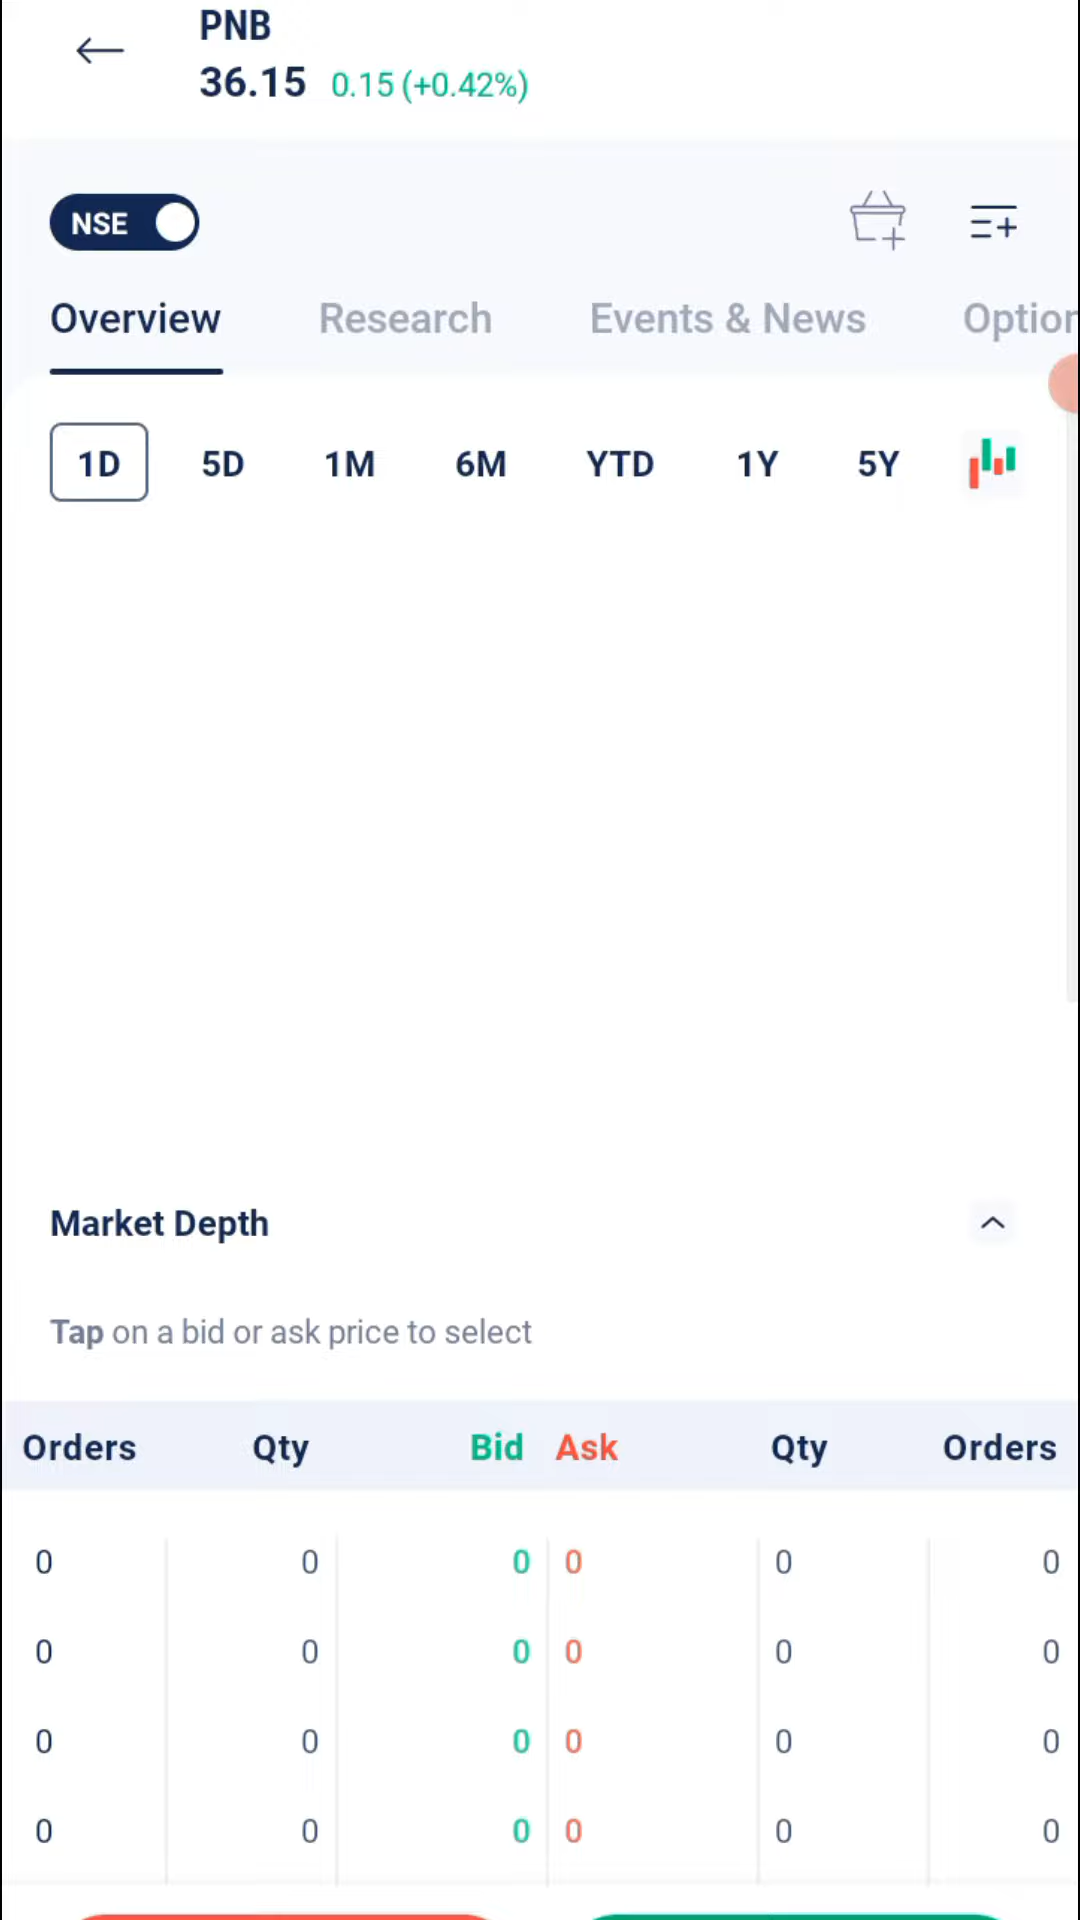 PNB
36.15 0.15 (+0.42%)
NSE
Overview Research Events & News Option
1D 5D 1M 6M YTD 1Y 5Y
Market Depth
Tap on a bid or ask price to select
Orders Qty Bid Ask Qty Orders
0 0 0 0 0 0
0 0 0 0 0 0
0 0 0 0 0 0
0 0 0 0 0 0